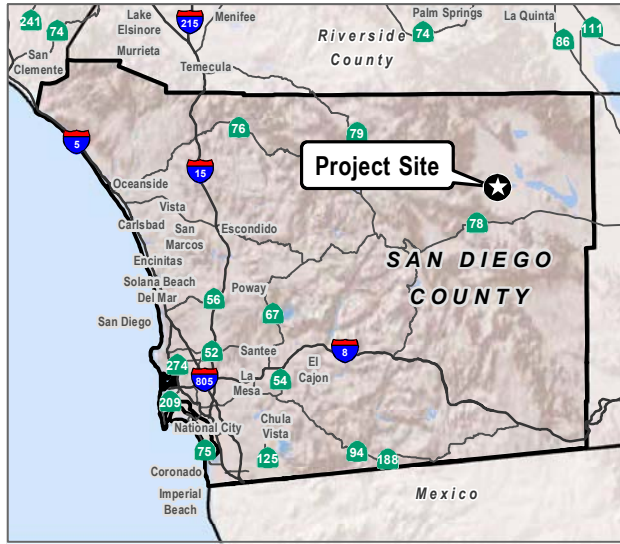 241
74
San
Clemente
Lake
Elsinore
215
Menifee
Murrieta
Temecula
Riverside
County
Palm Springs
74
La Quinta
86
111
5
76
79
15
Project Site
Oceanside
Vista
Carlsbad
San
Marcos
Escondido
78
Encinitas
Solana Beach
Del Mar
SAN DIEGO
COUNTY
Poway
56
67
San Diego
52
Santee
8
274
805
La
Mesa
54
El
Cajon
209
National City
Chula
Vista
75
125
94
188
Coronado
Imperial
Beach
Mexico